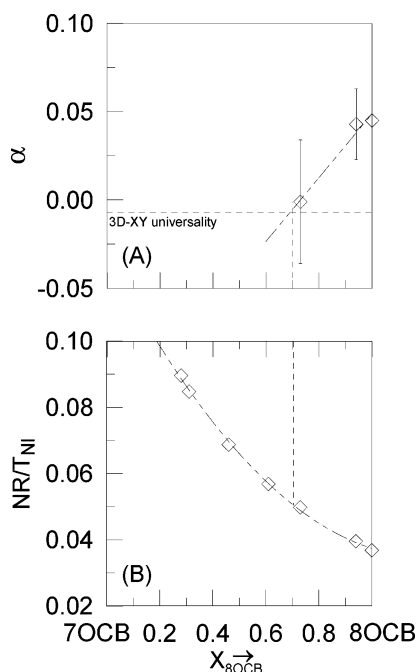 0.10
0.05
α
0.00
3D-XY universality
(A)
-0.05
0.10
0.08
NR/T_NI
0.06
0.04
(B)
0.02
7OCB 0.2 0.4 0.6 0.8 8OCB
X_8OCB →